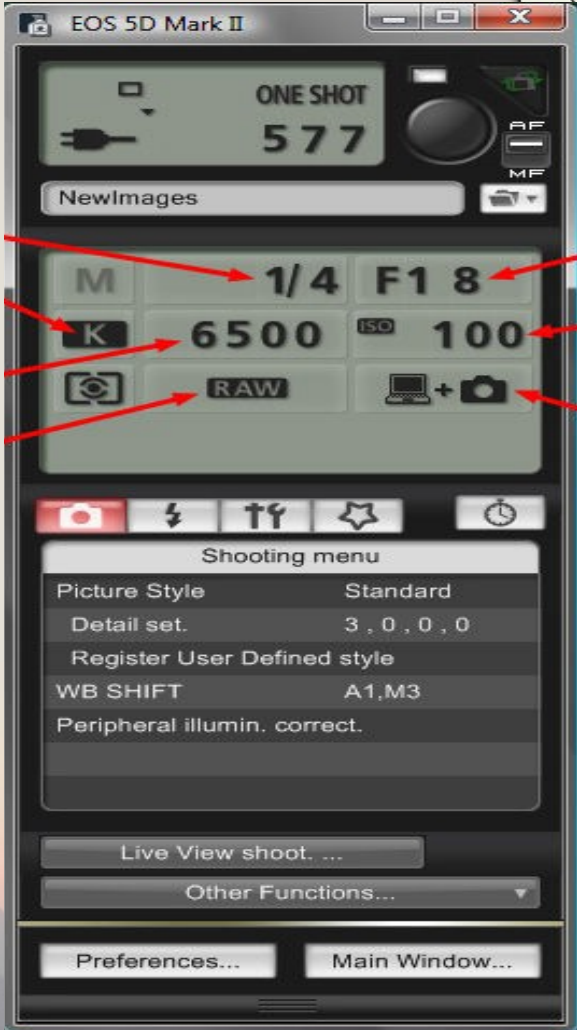 EOS 5D Mark II
ONE SHOT
577
AF
MF
NewImages
M 1/4 F18
K 6500 ISO 100
RAW +
Shooting menu
Picture Style Standard
Detail set. 3,0,0,0
Register User Defined style
WB SHIFT A1,M3
Peripheral illumin. correct.
Live View shoot. ...
Other Functions...
Preferences... Main Window...